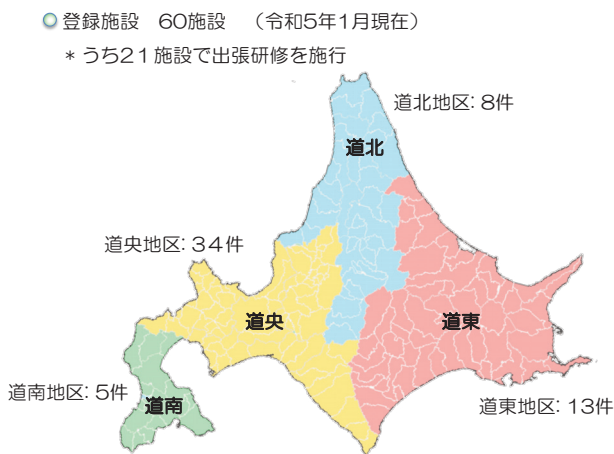 登録施設　60施設　（令和5年1月現在）
* うち21施設で出張研修を施行
道北地区: 8件
道北
道央地区: 34件
道央
道東
道南地区: 5件
道南
道東地区: 13件